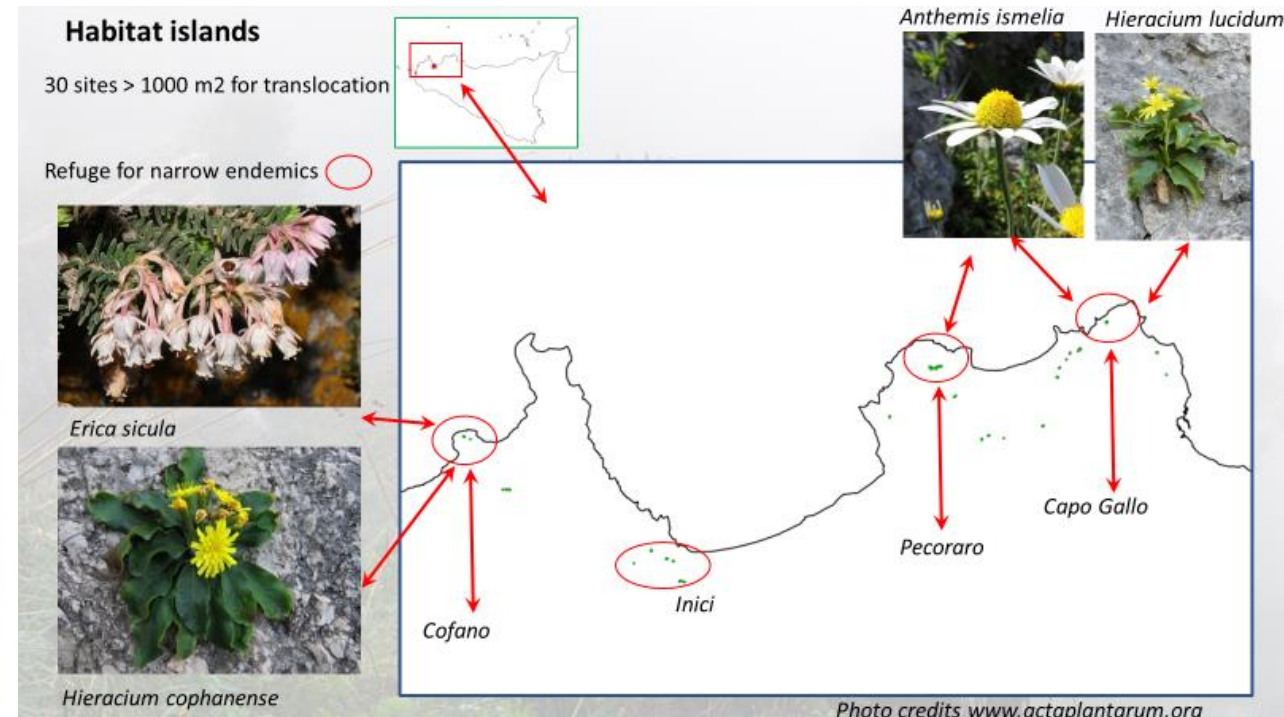 Habitat islands
30 sites > 1000 m2 for translocation
Refuge for narrow endemics
Anthemis ismelia
Hieracium lucidum
Erica sicula
Hieracium cophanense
Cofano
Inici
Pecoraro
Capo Gallo
Photo credits www.actaplantarum.org